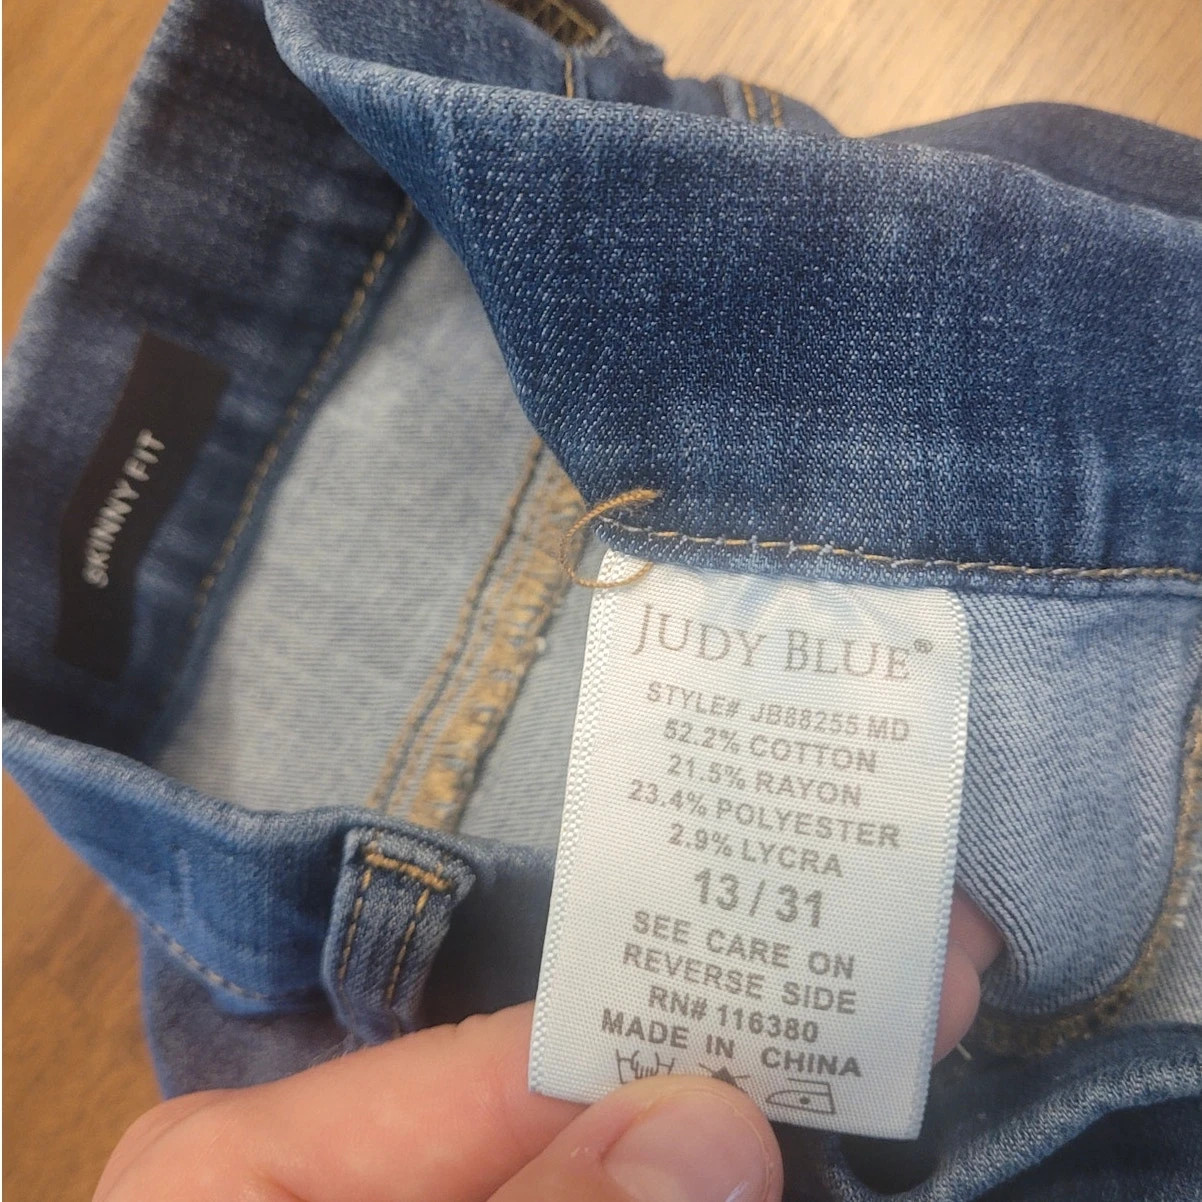 SKINNY FIT
JUDY BLUE®
STYLE# JB88255 MD
52.2% COTTON
21.5% RAYON
23.4% POLYESTER
2.9% LYCRA
13 / 31
SEE CARE ON
REVERSE SIDE
RN# 116380
MADE IN CHINA